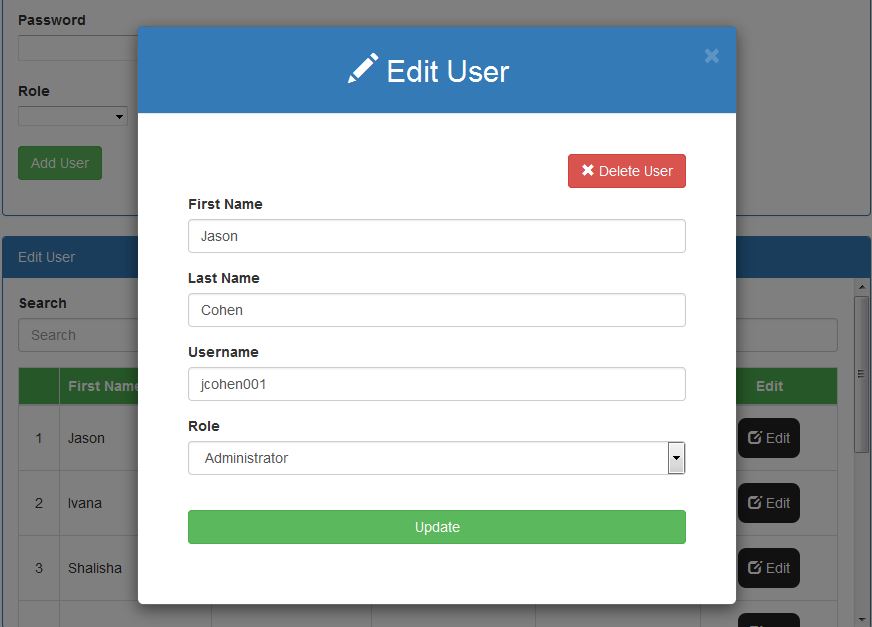 Password
Role
Add User
Edit User
Search
Search
First Name
Edit
1 Jason Edit
2 Ivana Edit
3 Shalisha Edit
Edit User
Delete User
First Name
Jason
Last Name
Cohen
Username
jcohen001
Role
Administrator
Update